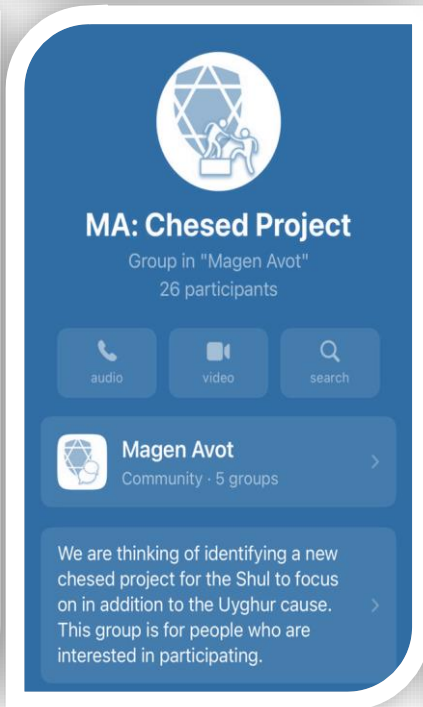 MA: Chesed Project
Group in "Magen Avot"
26 participants
audio
video
search
Magen Avot
Community · 5 groups
We are thinking of identifying a new
chesed project for the Shul to focus
on in addition to the Uyghur cause.
This group is for people who are
interested in participating.